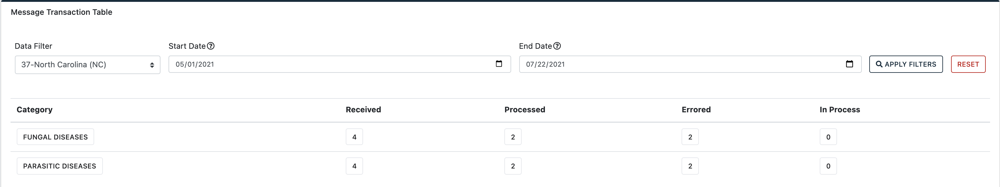 Message Transaction Table
Data Filter Start Date End Date
37-North Carolina (NC) 05/01/2021 07/22/2021 APPLY FILTERS RESET
Category Received Processed Errored In Process
FUNGAL DISEASES 4 2 2 0
PARASITIC DISEASES 4 2 2 0